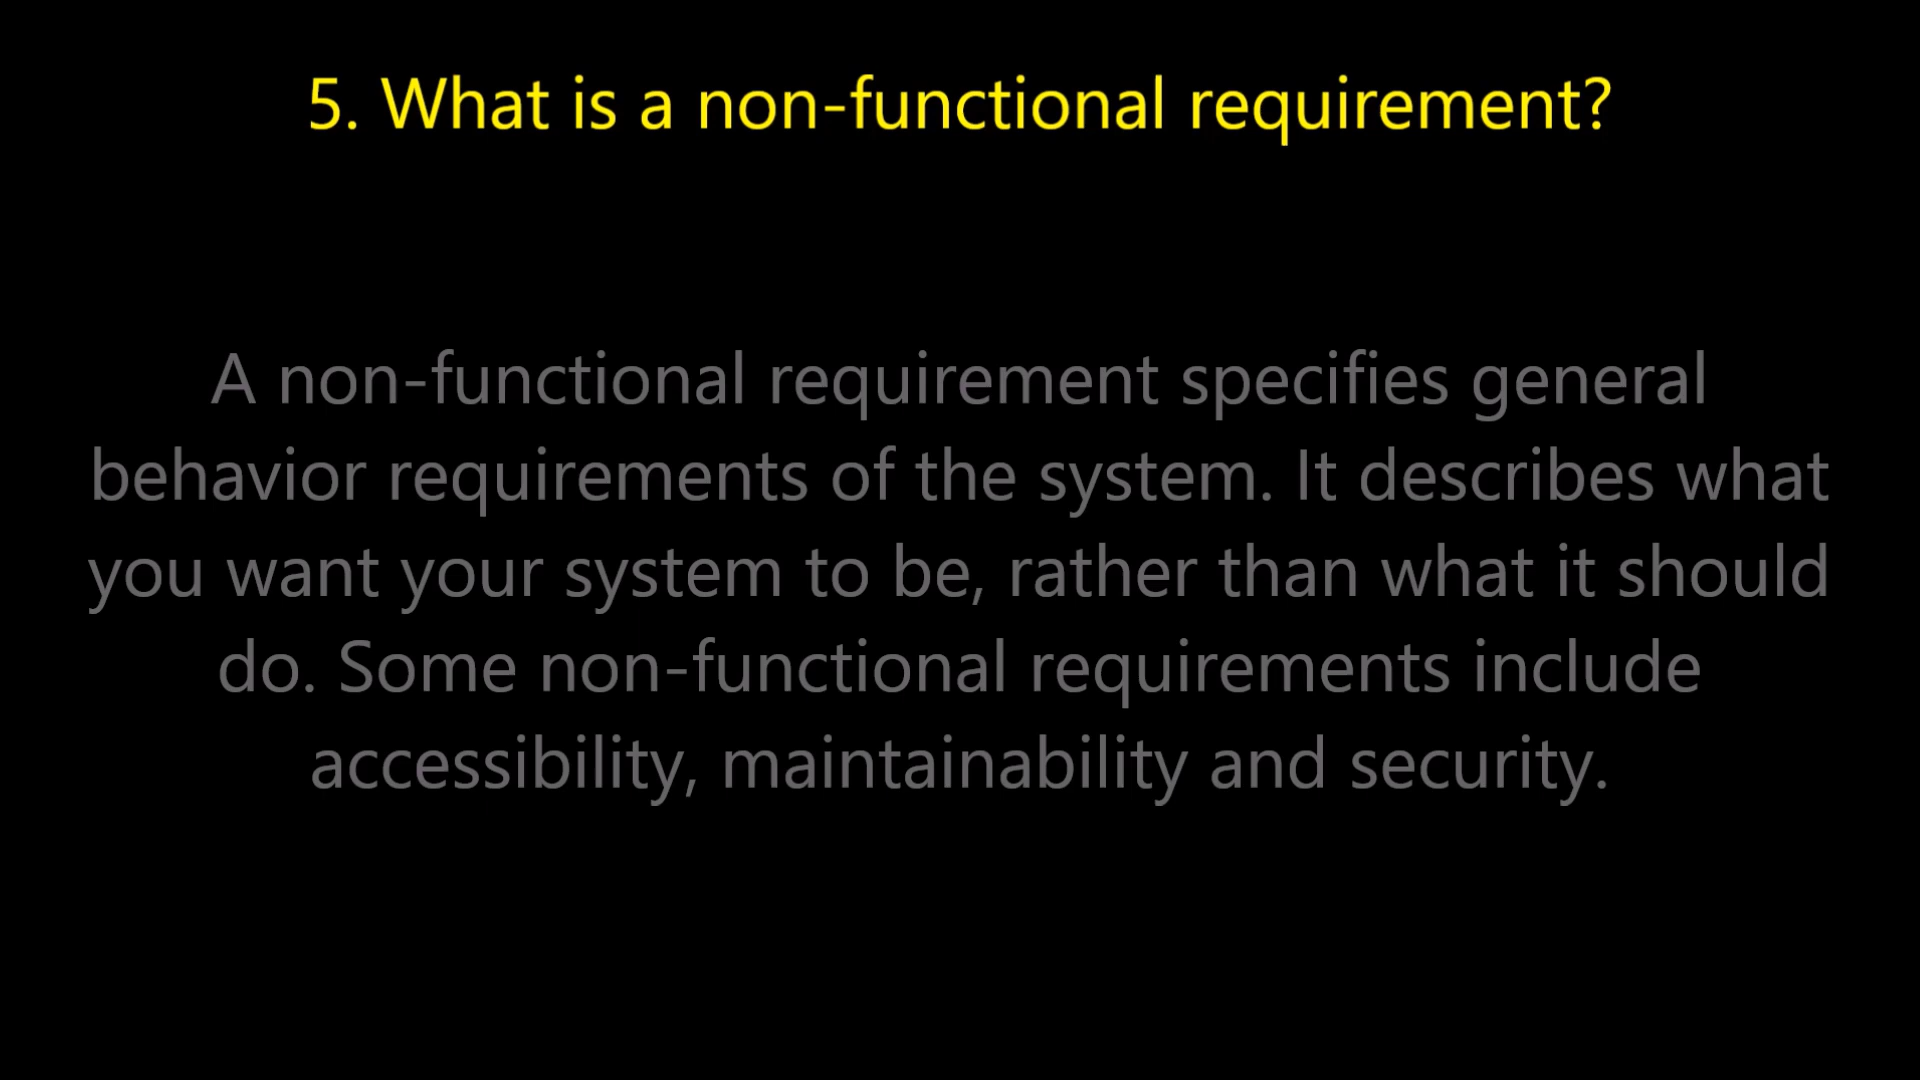 5. What is a non-functional requirement?
A non-functional requirement specifies general
behavior requirements of the system. It describes what
you want your system to be, rather than what it should
do. Some non-functional requirements include
accessibility, maintainability and security.